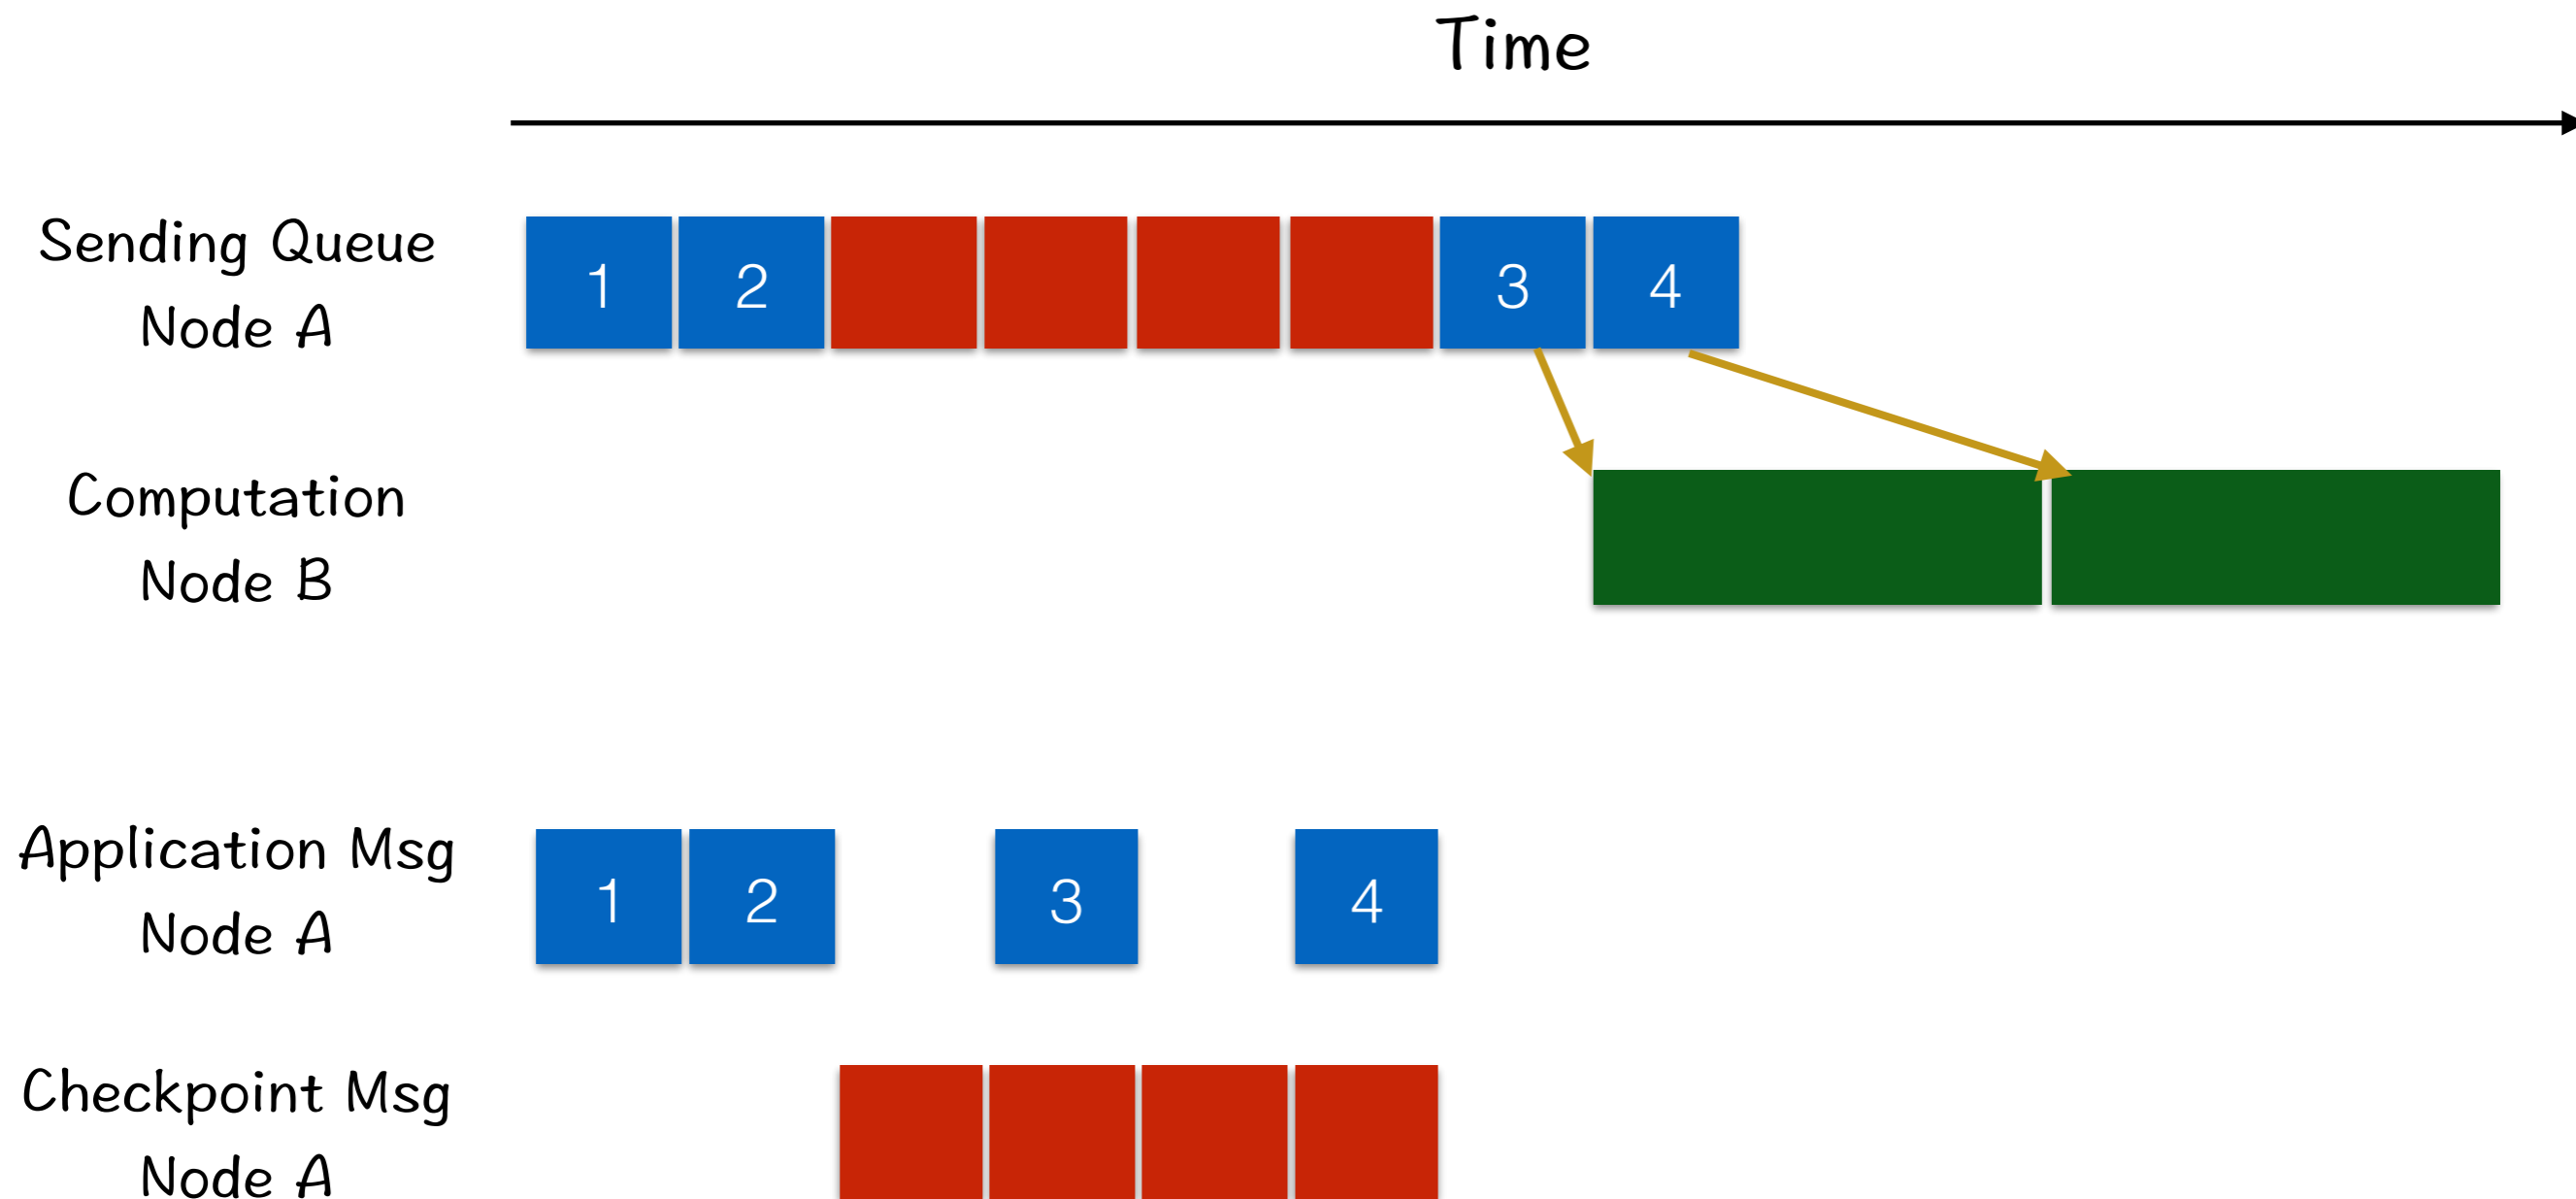 Time
Sending Queue
Node A
1 2 3 4
Computation
Node B
Application Msg
Node A
1 2 3 4
Checkpoint Msg
Node A